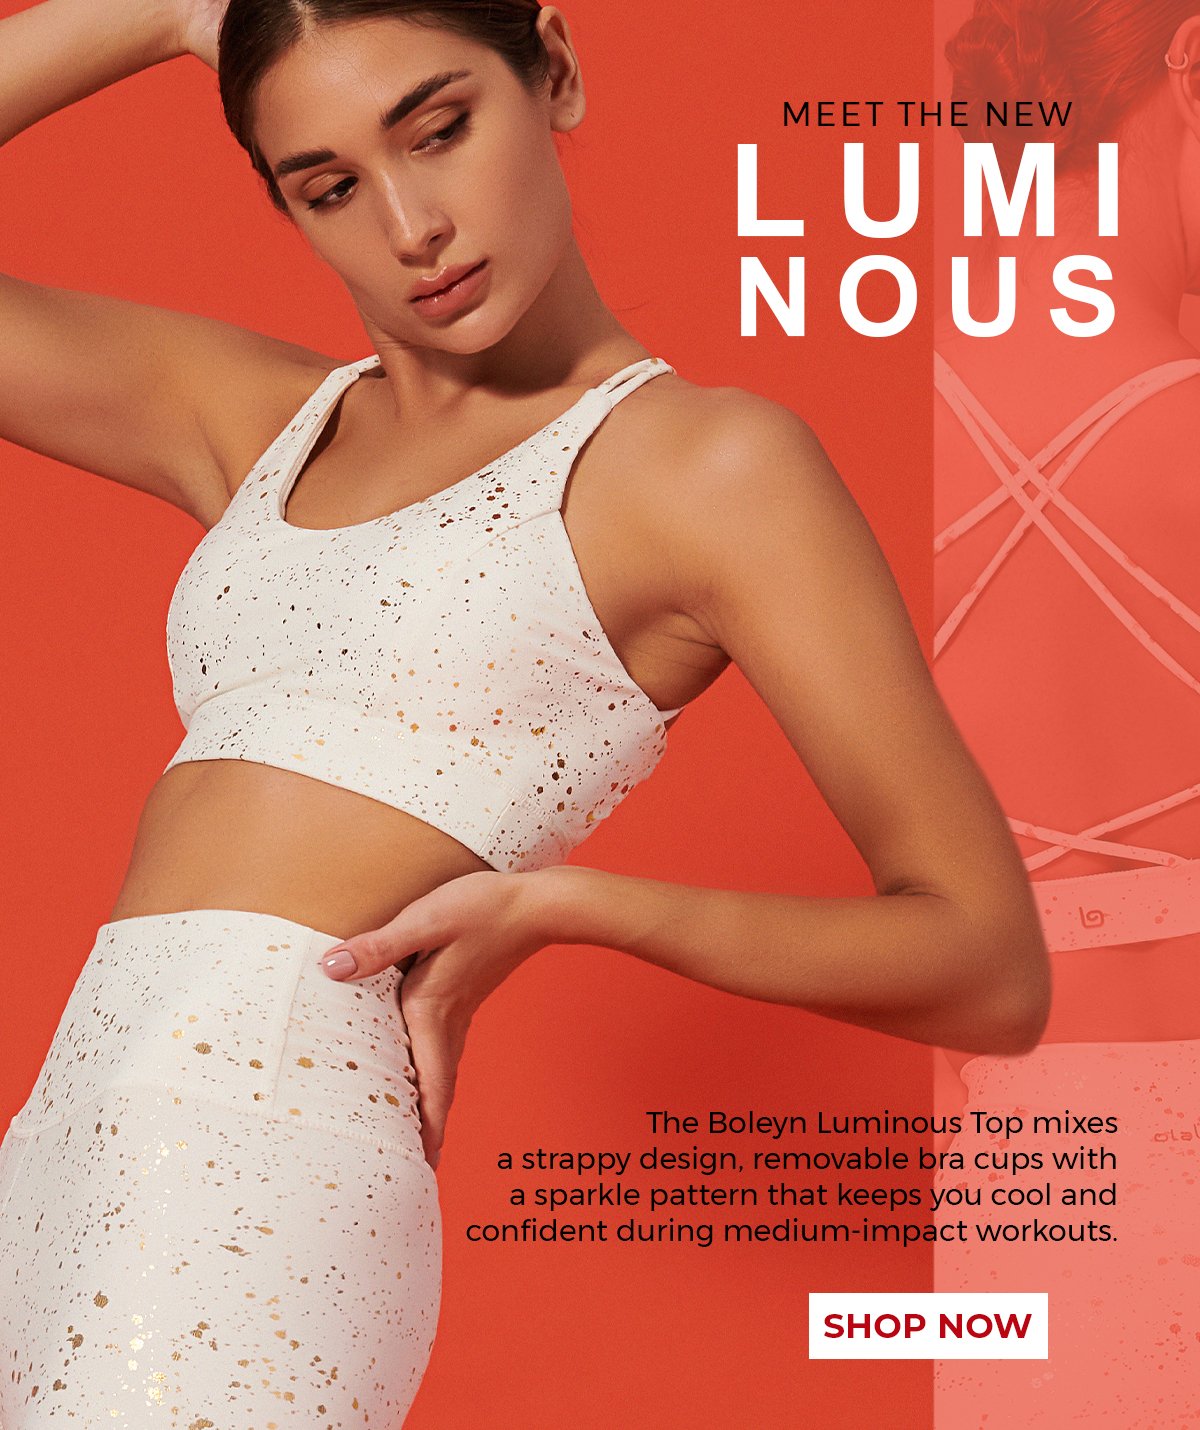 MEET THE NEW
LUMI
NOUS
The Boleyn Luminous Top mixes
a strappy design, removable bra cups with
a sparkle pattern that keeps you cool and
confident during medium-impact workouts.
SHOP NOW